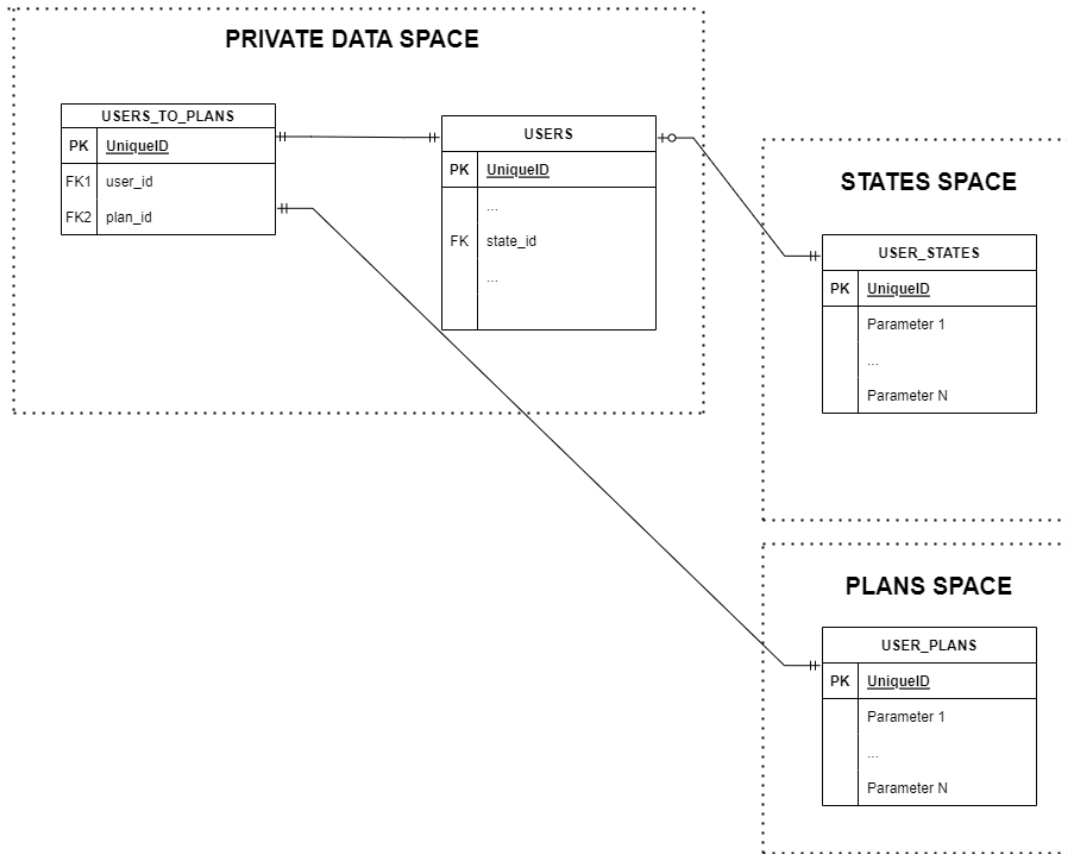 PRIVATE DATA SPACE
USERS_TO_PLANS
PK UniqueID
FK1 user_id
FK2 plan_id
USERS
PK UniqueID
...
FK state_id
...
STATES SPACE
USER_STATES
PK UniqueID
Parameter 1
...
Parameter N
PLANS SPACE
USER_PLANS
PK UniqueID
Parameter 1
...
Parameter N